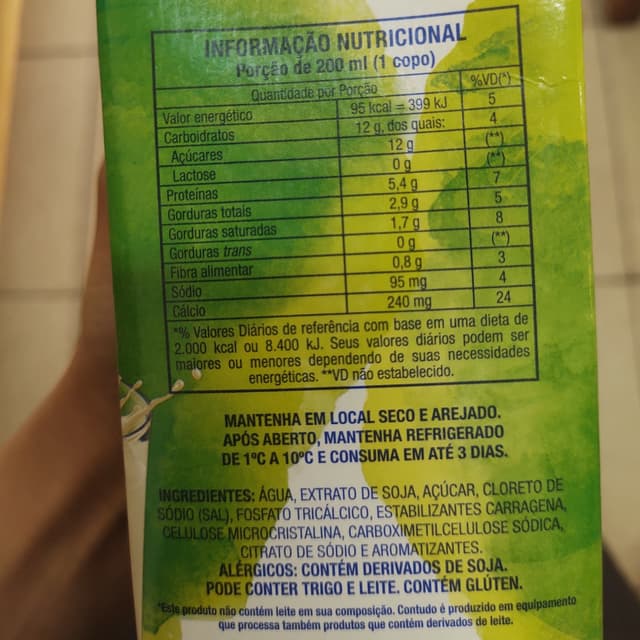 INFORMAÇÃO NUTRICIONAL
Porção de 200 ml (1 copo)
Quantidade por Porção %VD(*)
Valor energético 95 kcal = 399 kJ 5
Carboidratos 12 g, dos quais: 4
Açúcares 12 g (**)
Lactose 0 g (**)
Proteínas 5,4 g 7
Gorduras totais 2,9 g 5
Gorduras saturadas 1,7 g 8
Gorduras trans 0 g (**)
Fibra alimentar 0,8 g 3
Sódio 95 mg 4
Cálcio 240 mg 24
*% Valores Diários de referência com base em uma dieta de
2.000 kcal ou 8.400 kJ. Seus valores diários podem ser
maiores ou menores dependendo de suas necessidades
energéticas. **VD não estabelecido.
MANTENHA EM LOCAL SECO E AREJADO.
APÓS ABERTO, MANTENHA REFRIGERADO
DE 1ºC A 10ºC E CONSUMA EM ATÉ 3 DIAS.
INGREDIENTES: ÁGUA, EXTRATO DE SOJA, AÇÚCAR, CLORETO DE
SÓDIO (SAL), FOSFATO TRICÁLCICO, ESTABILIZANTES CARRAGENA,
CELULOSE MICROCRISTALINA, CARBOXIMETILCELULOSE SÓDICA,
CITRATO DE SÓDIO E AROMATIZANTES.
ALÉRGICOS: CONTÉM DERIVADOS DE SOJA.
PODE CONTER TRIGO E LEITE. CONTÉM GLÚTEN.
*Este produto não contém leite em sua composição. Contudo é produzido em equipamento
que processa também produtos que contém derivados de leite.